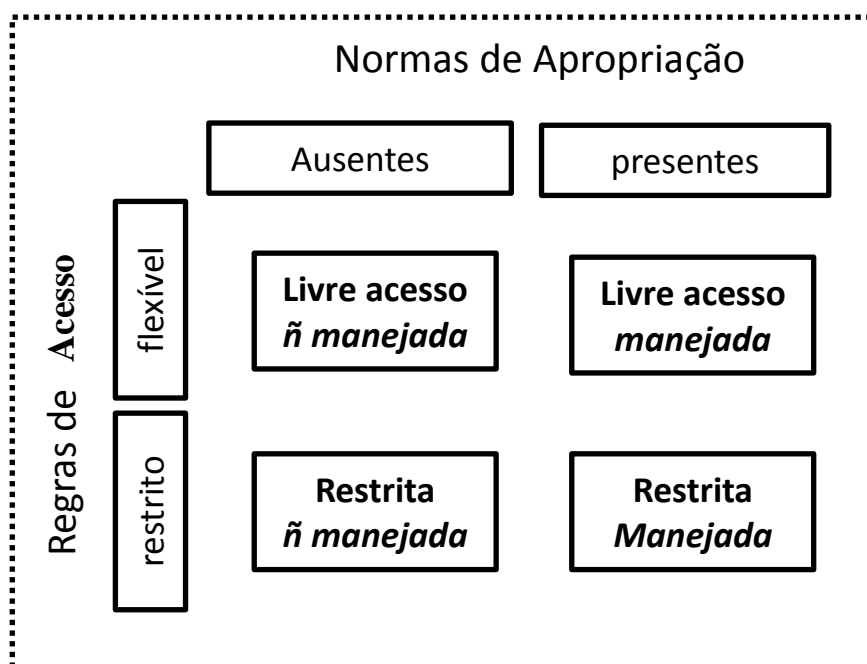 Normas de Apropriação
Ausentes
presentes
Regras de Acesso
flexível
Livre acesso
ñ manejada
Livre acesso
manejada
restrito
Restrita
ñ manejada
Restrita
Manejada